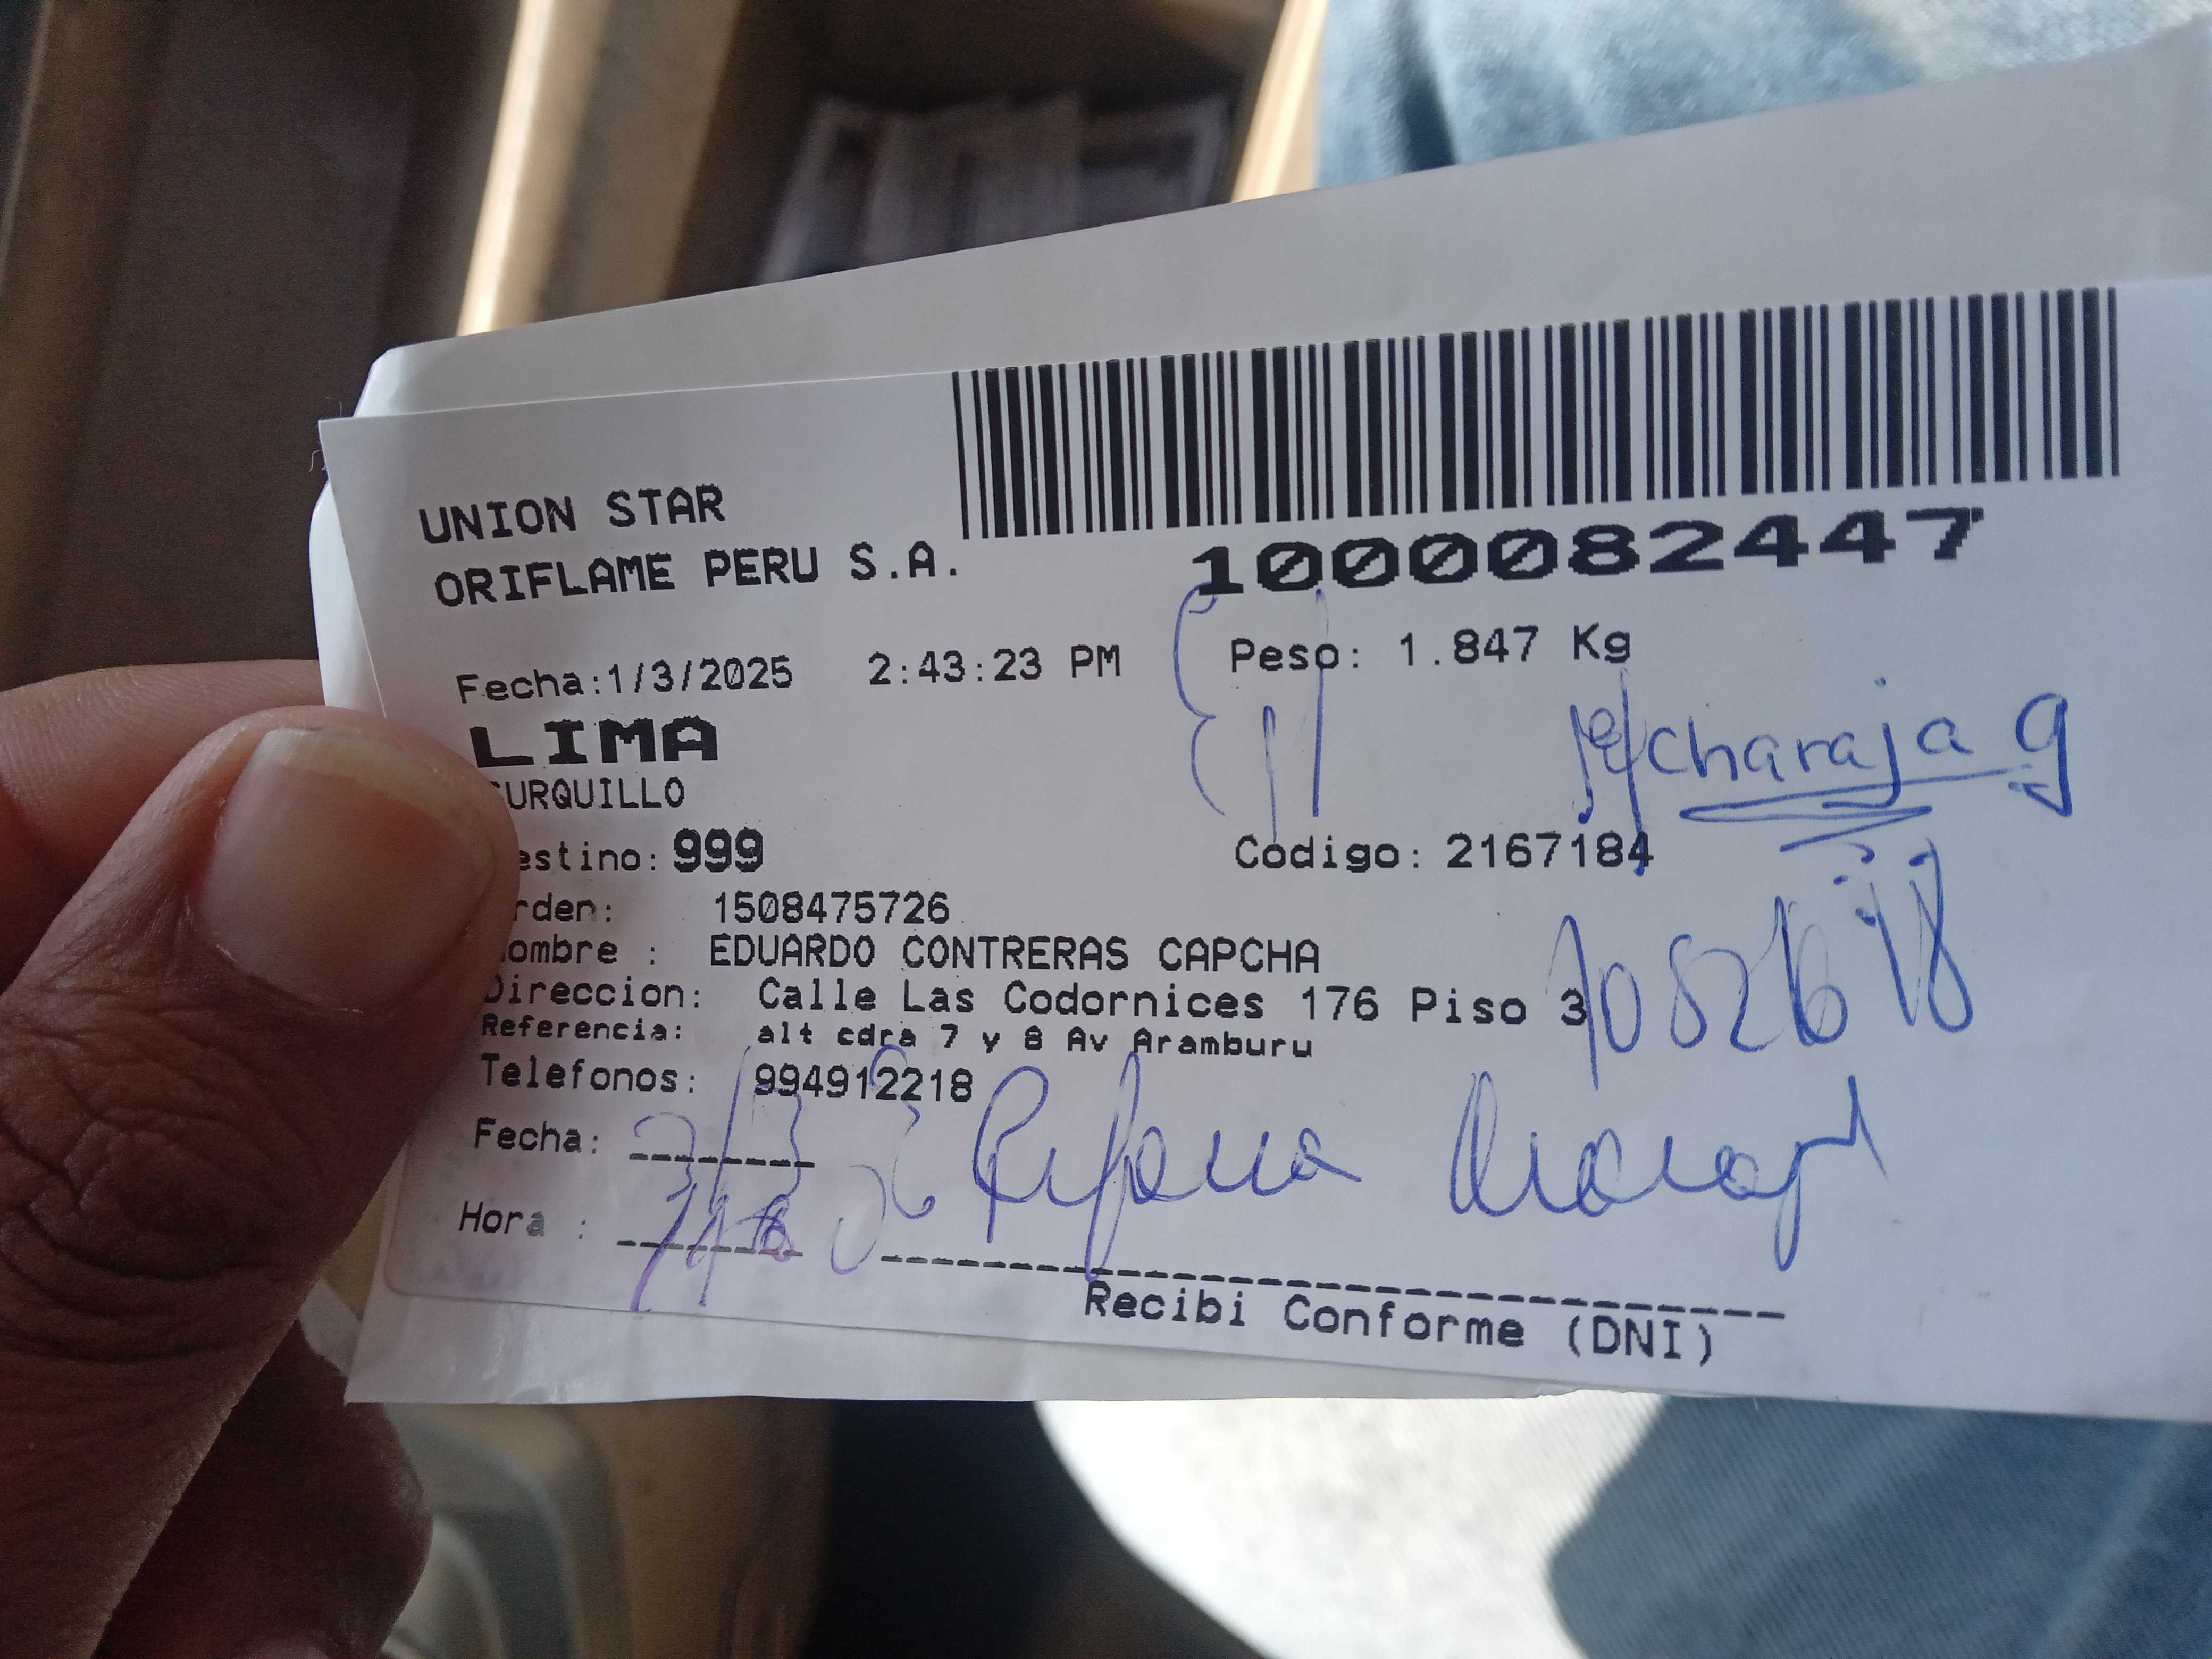 UNION STAR
ORIFLAME PERU S.A.
1000082447
Fecha:1/3/2025 2:43:23 PM Peso: 1.847 Kg
LIMA
URQUILLO
charaja g
estino: 999 Codigo: 2167184
rden: 1508475726
ombre : EDUARDO CONTRERAS CAPCHA
Direccion: Calle Las Codornices 176 Piso 3
Referencia: alt cdra 7 y 8 Av Aramburu
Telefonos: 994912218
Fecha:
Hora :
Recibi Conforme (DNI)